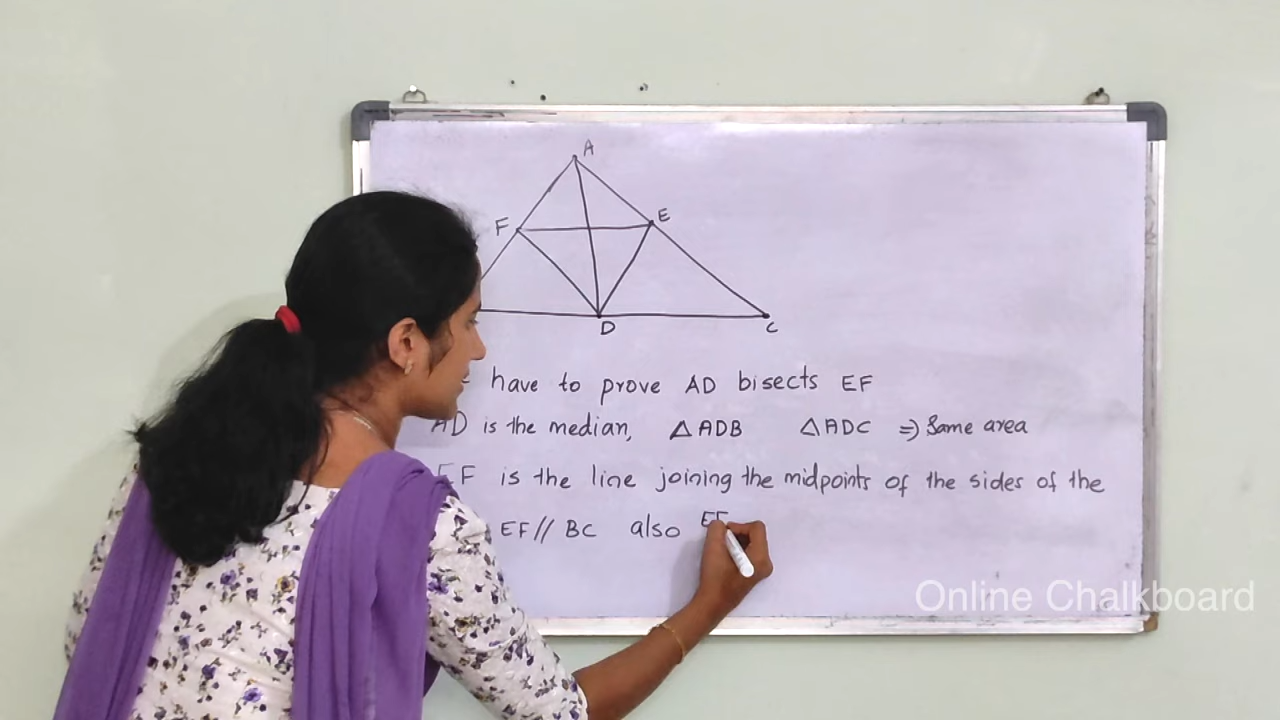 A
F E
D C
have to prove AD bisects EF
AD is the median, △ADB △ADC ⇒ Same area
EF is the line joining the midpoints of the sides of the
EF // BC also EF
Online Chalkboard